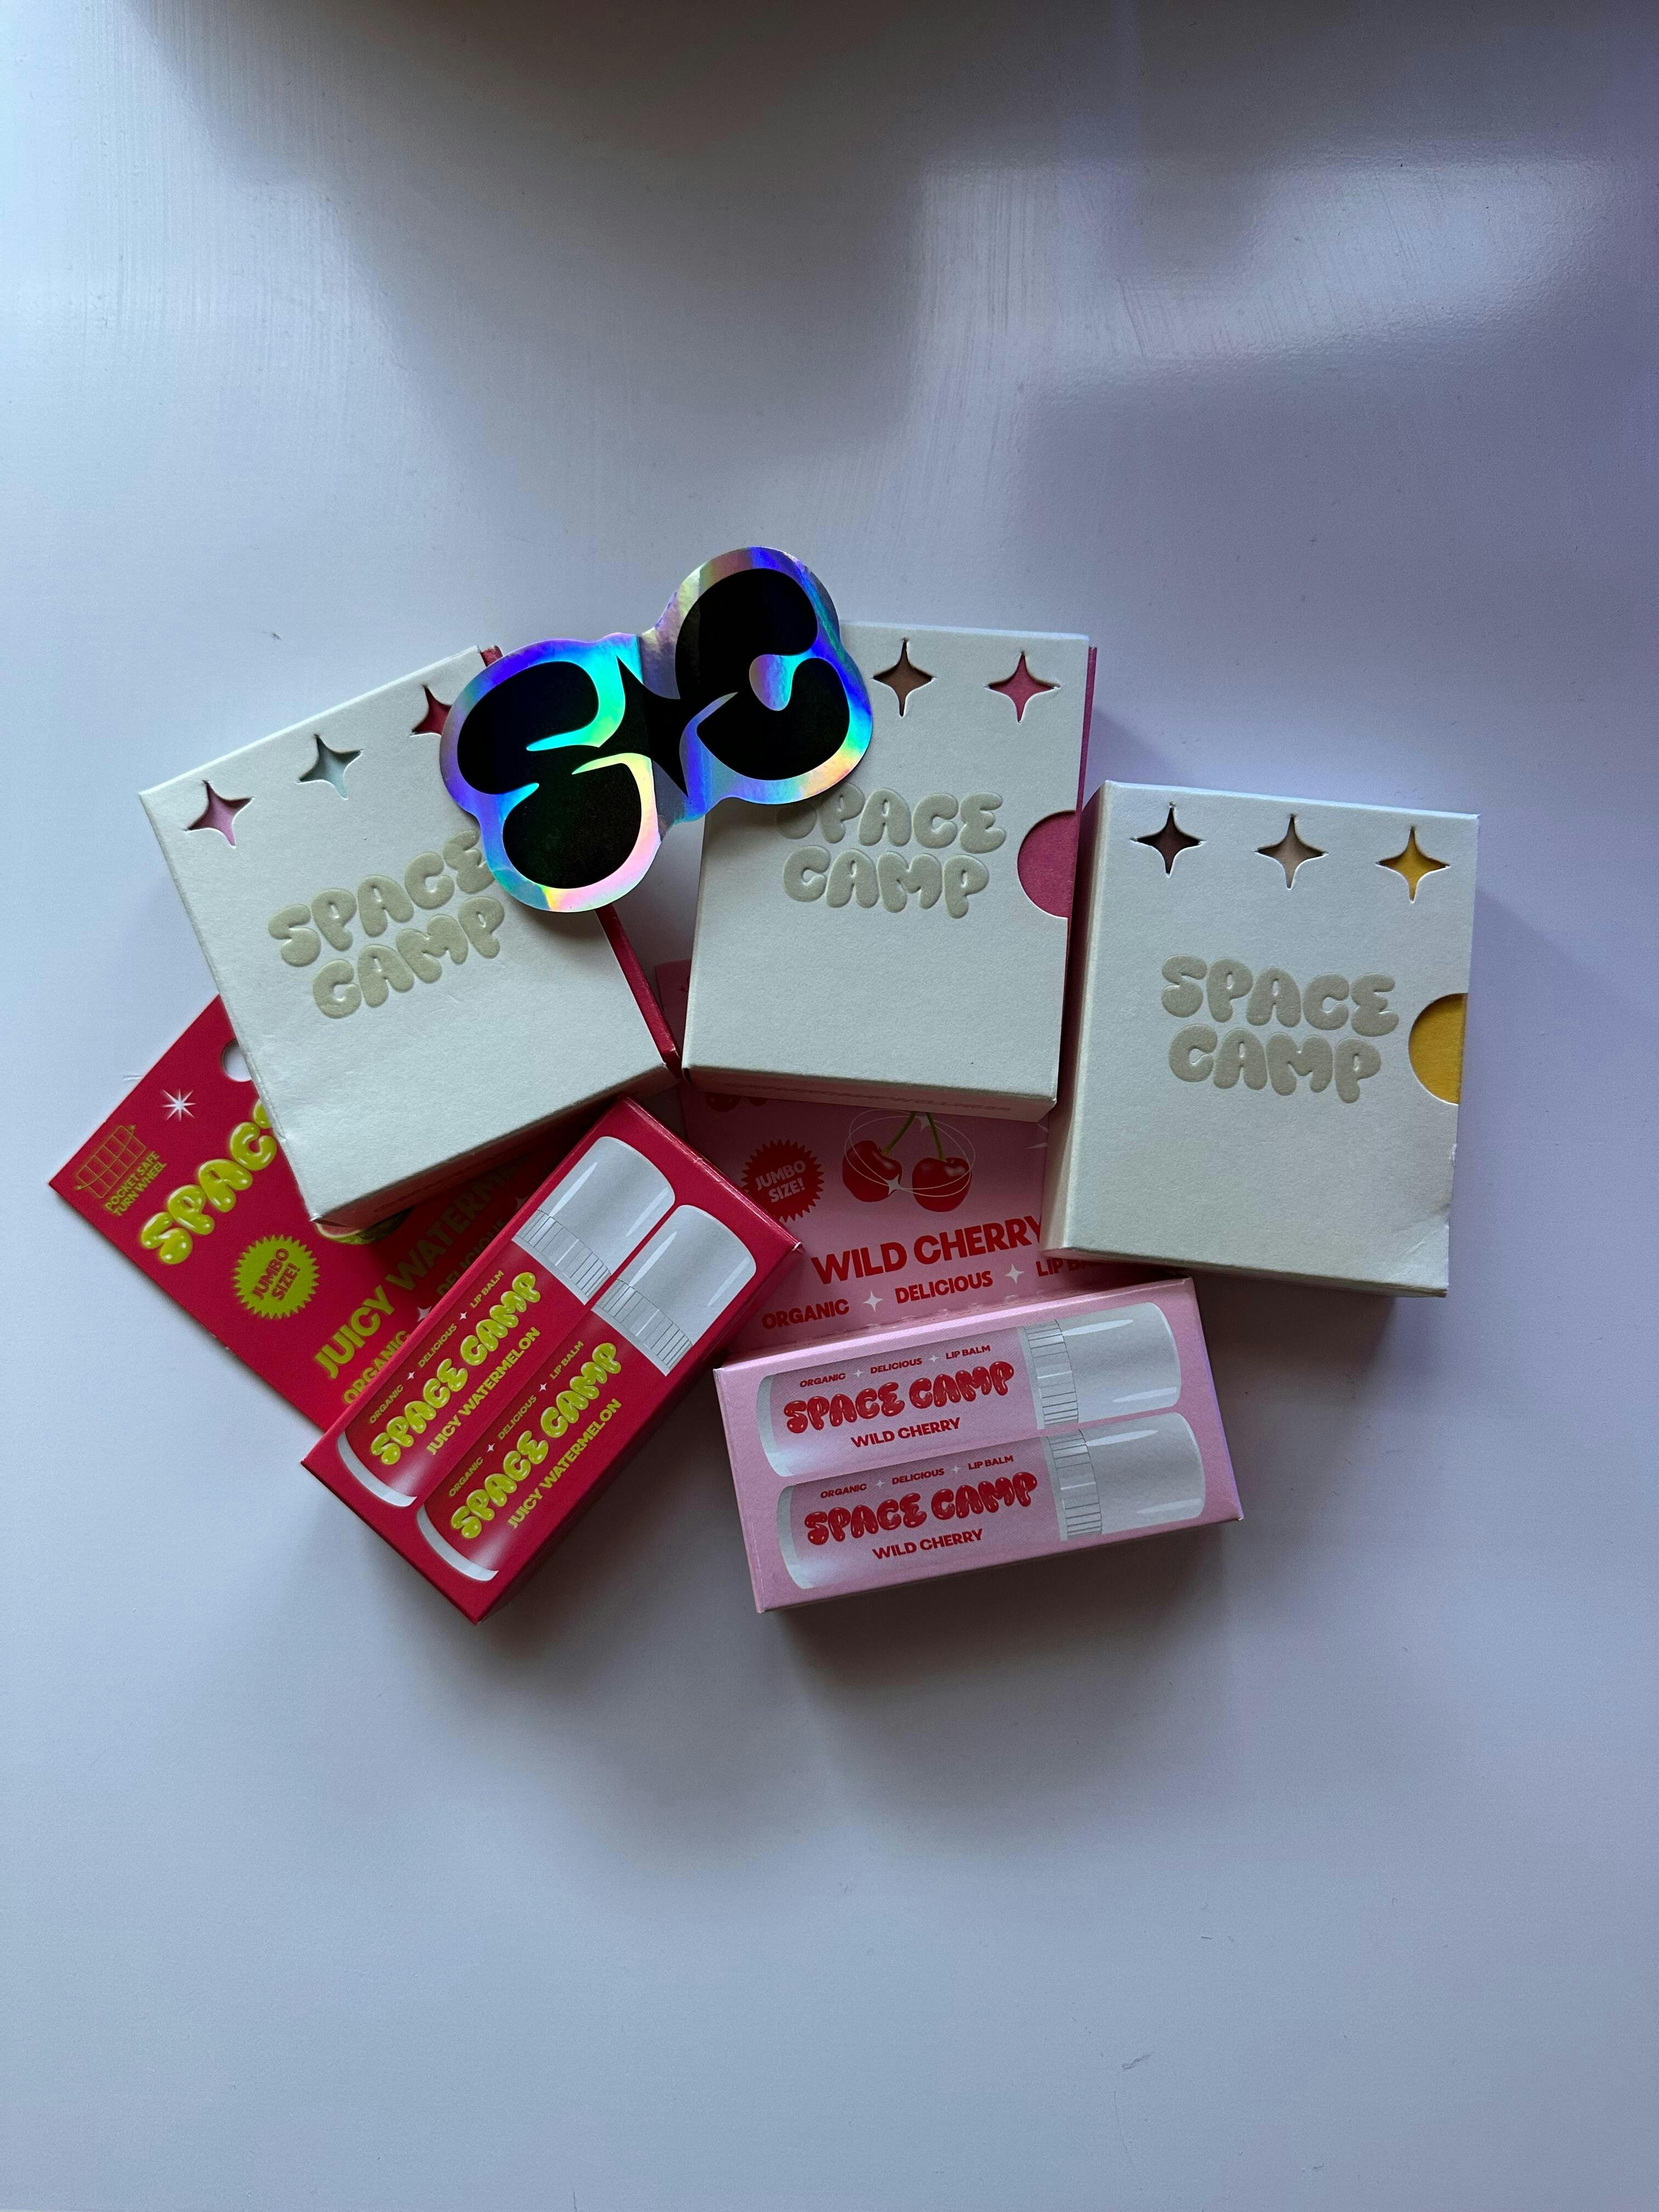 SPACE
CAMP
SPACE
CAMP
SPACE
CAMP
SC
POCKET SAFE
TURN WHEEL
SPACE
JUMBO
SIZE!
JUICY WATERM
ORGANIC
ORGANIC DELICIOUS LIP BALM
SPACE CAMP
JUICY WATERMELON
ORGANIC DELICIOUS LIP BALM
SPACE CAMP
JUICY WATERMELON
JUMBO
SIZE!
WILD CHERRY
ORGANIC DELICIOUS LIP
ORGANIC DELICIOUS LIP BALM
SPACE CAMP
WILD CHERRY
ORGANIC DELICIOUS LIP BALM
SPACE CAMP
WILD CHERRY